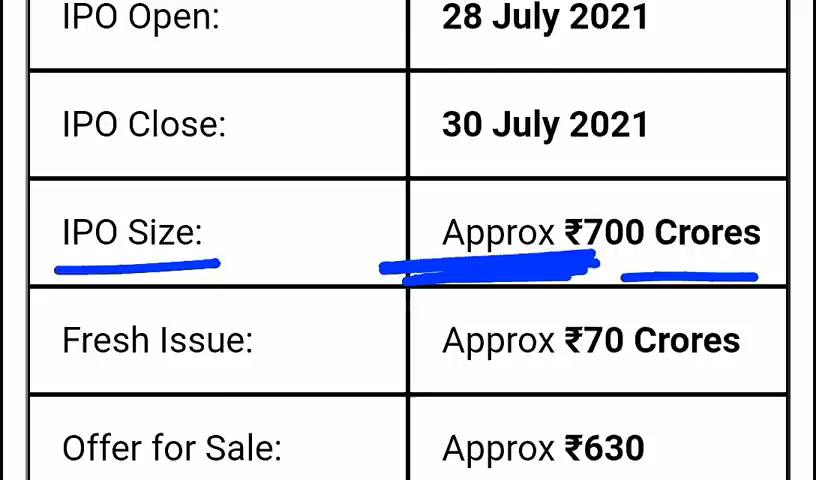 IPO Open: 28 July 2021
IPO Close: 30 July 2021
IPO Size: Approx ₹700 Crores
Fresh Issue: Approx ₹70 Crores
Offer for Sale: Approx ₹630